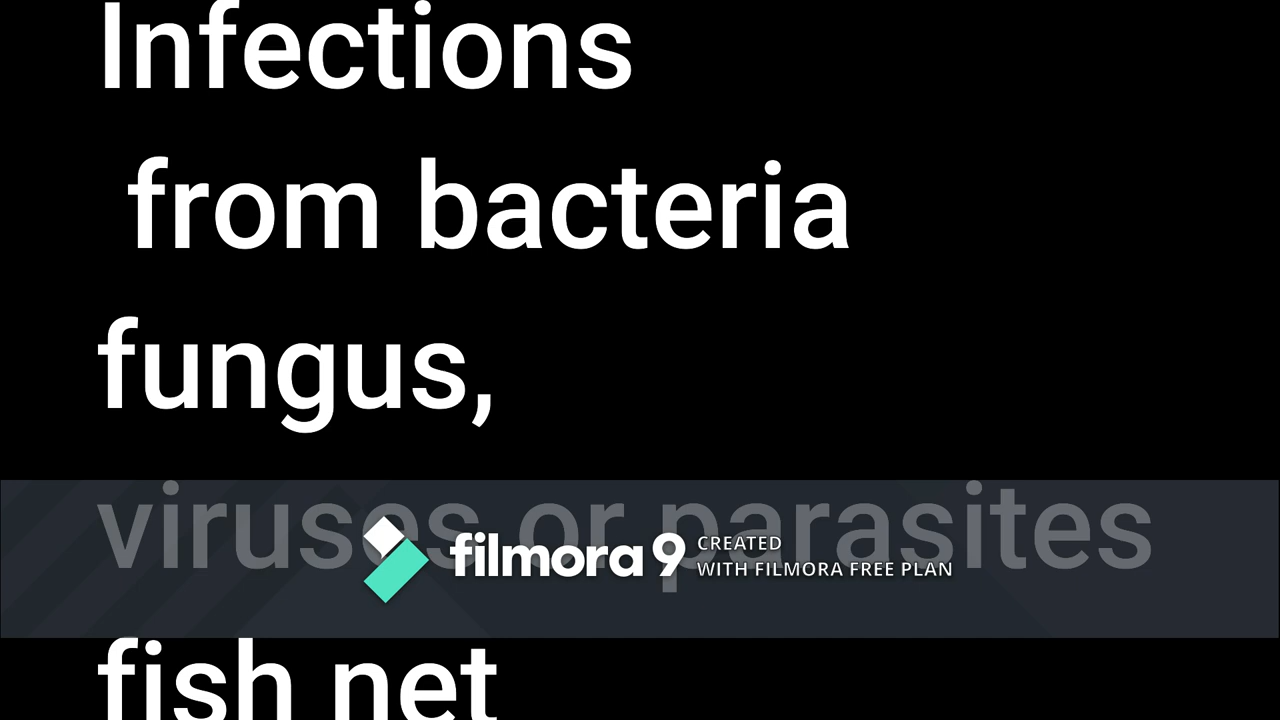 Infections
from bacteria
fungus,
viruses or parasites
filmora 9 CREATED
WITH FILMORA FREE PLAN
fish net